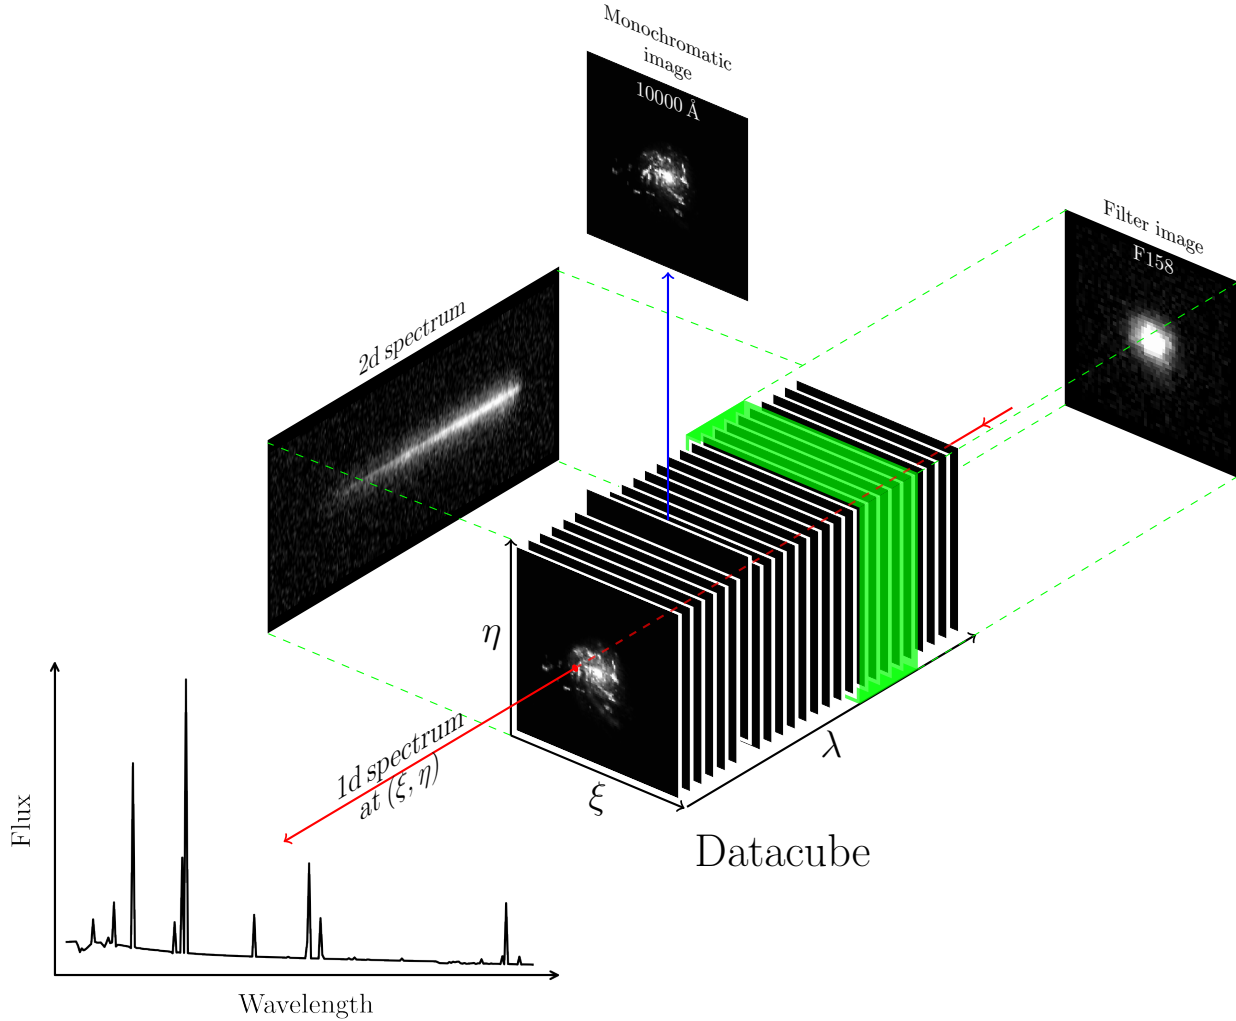 Monochromatic
image
10000 Å
Filter image
F158
2d spectrum
η
1d spectrum
at (ξ, η)
ξ
λ
Datacube
Flux
Wavelength